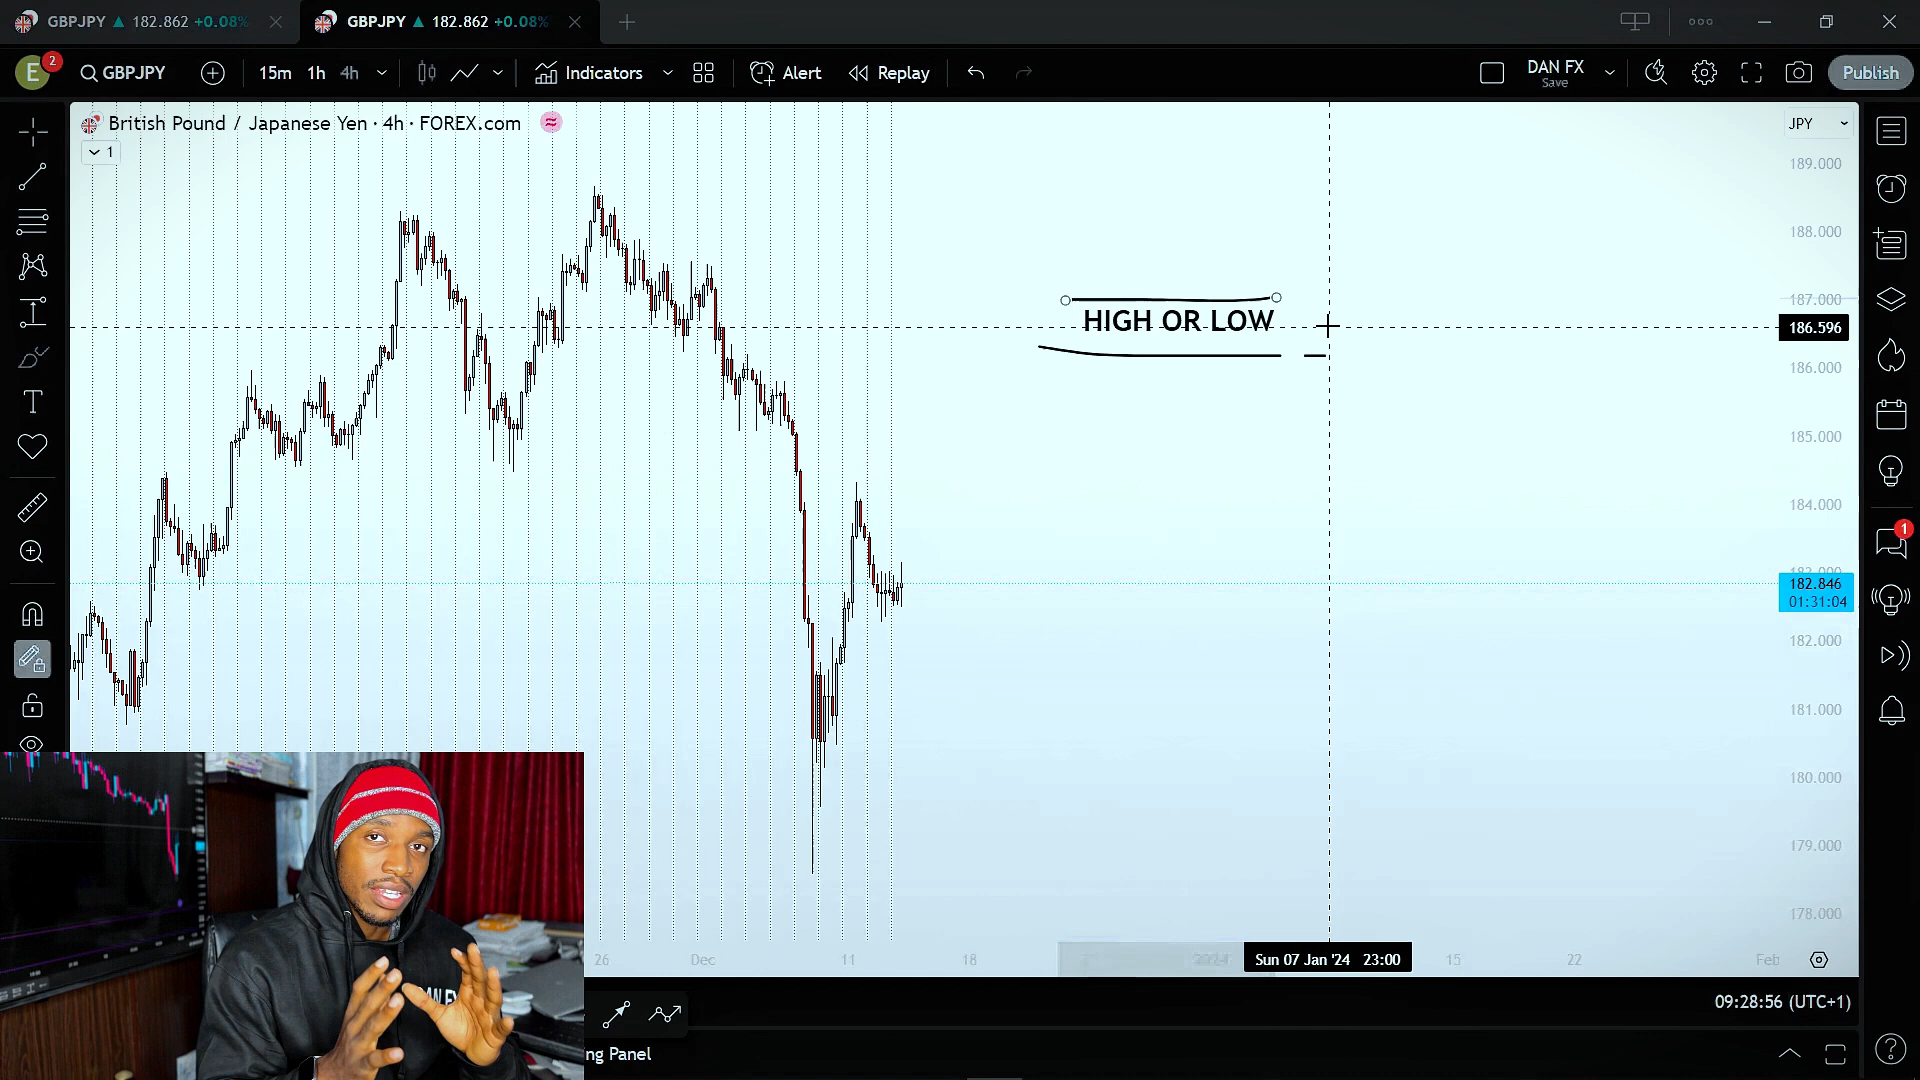 GBPJPY ▲ 182.862 +0.08%
GBPJPY ▲ 182.862 +0.08%
E 2 GBPJPY 15m 1h 4h Indicators Alert Replay DAN FX Save Publish
British Pound / Japanese Yen · 4h · FOREX.com
JPY
1
189.000
188.000
187.000
HIGH OR LOW
186.596
186.000
185.000
184.000
1
182.846
01:31:04
182.000
181.000
180.000
179.000
178.000
26 Dec 11 18 Sun 07 Jan '24 23:00 15 22 Feb
09:28:56 (UTC+1)
ng Panel